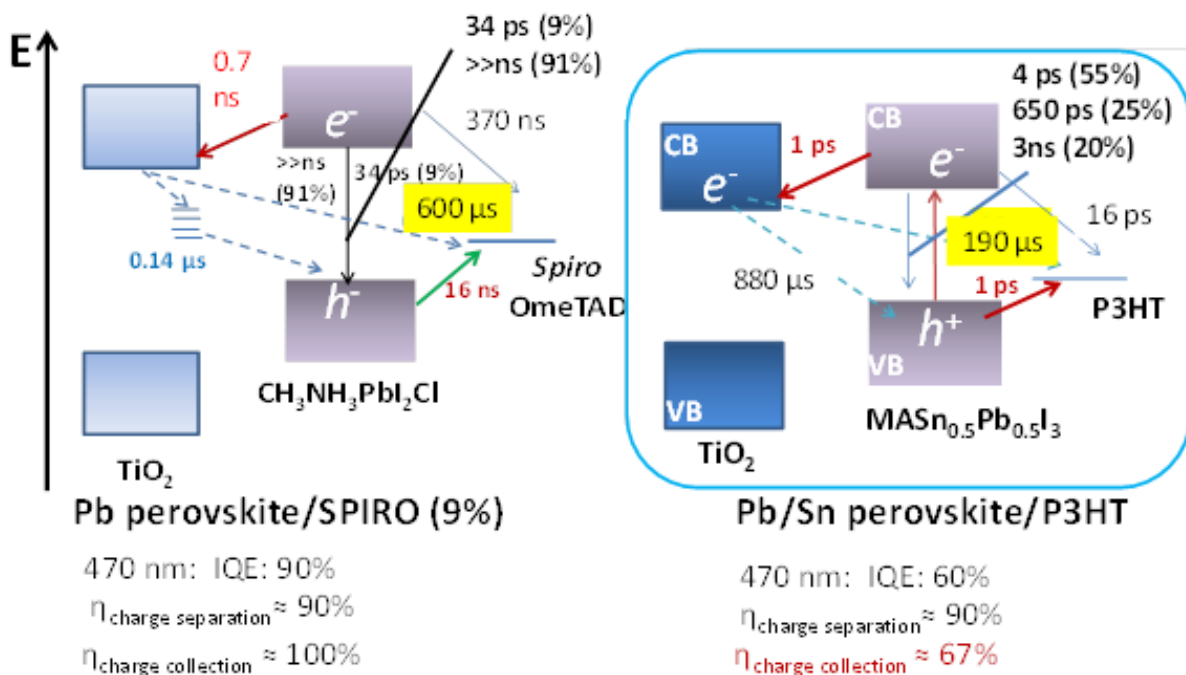 E
0.7
ns
34 ps (9%)
>>ns (91%)
e⁻
370 ns
>>ns
(91%)
34 ps (9%)
600 µs
0.14 µs
h⁻
16 ns
Spiro
OmeTAD
CH₃NH₃PbI₂Cl
TiO₂
Pb perovskite/SPIRO (9%)
470 nm: IQE: 90%
η charge separation ≈ 90%
η charge collection ≈ 100%
4 ps (55%)
650 ps (25%)
3ns (20%)
CB
e⁻
1 ps
CB
e⁻
16 ps
190 µs
880 µs
1 ps
h⁺
VB
P3HT
VB
MASn₀.₅Pb₀.₅I₃
TiO₂
Pb/Sn perovskite/P3HT
470 nm: IQE: 60%
η charge separation ≈ 90%
η charge collection ≈ 67%